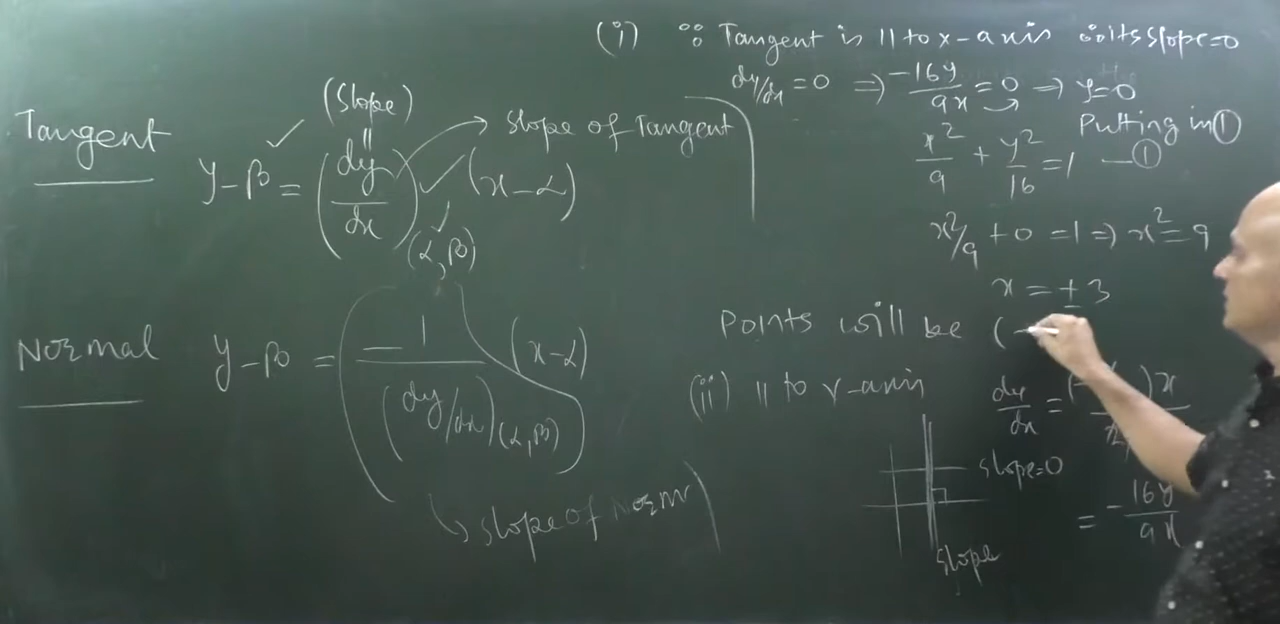 Tangent
(Slope)
y-β = (dy/dx)(α,β) (x-α)
slope of Tangent
Normal
y-β = -1/(dy/dx)(α,β) (x-α)
slope of Norm
(i) ∵ Tangent is || to x-axis ∴ its slope=0
dy/dx = 0 ⇒ -16y/9x = 0 ⇒ y=0
Putting in ①
x²/9 + y²/16 = 1 —①
x²/9 + 0 = 1 ⇒ x² = 9
x = ± 3
Points will be (
(ii) || to Y-axis
dy/dx =
slope=0
= -16y/9x
slope